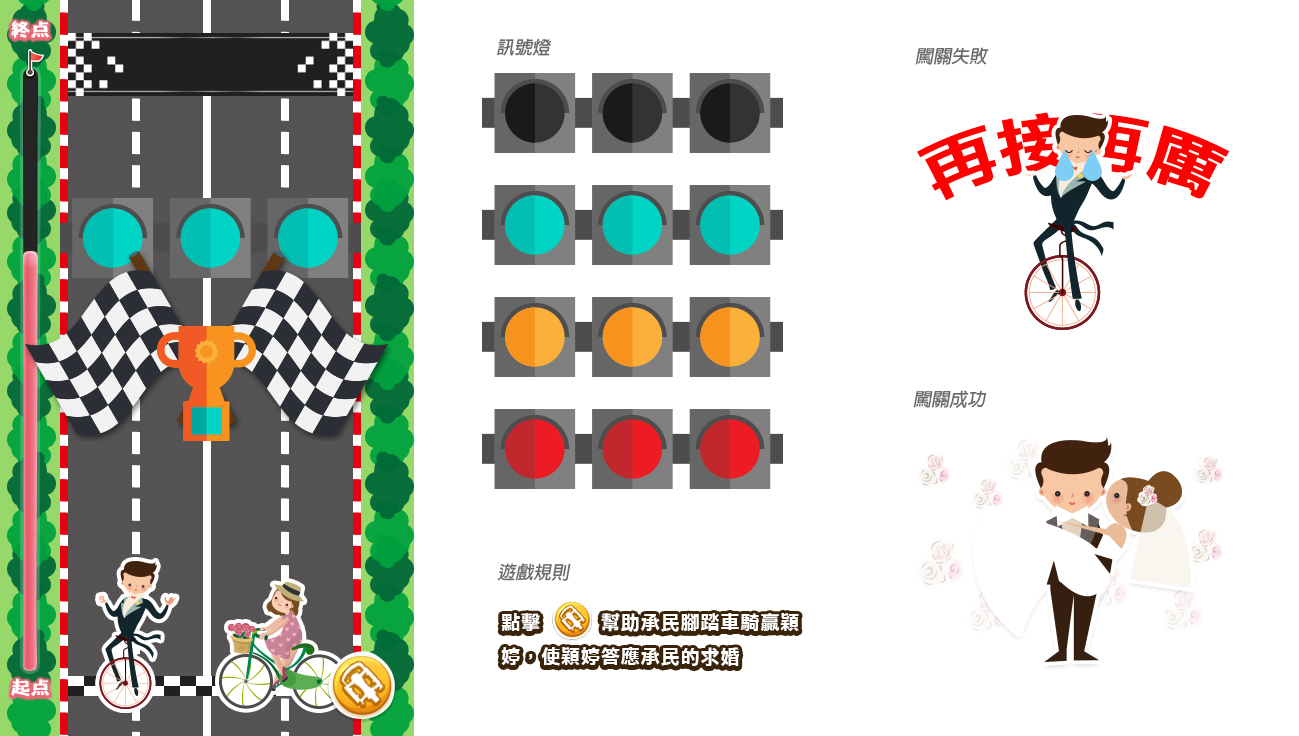 終点
起点
訊號燈
遊戲規則
點擊 幫助承民腳踏車騎贏穎
婷，使穎婷答應承民的求婚
闖關失敗
再接再厲
闖關成功